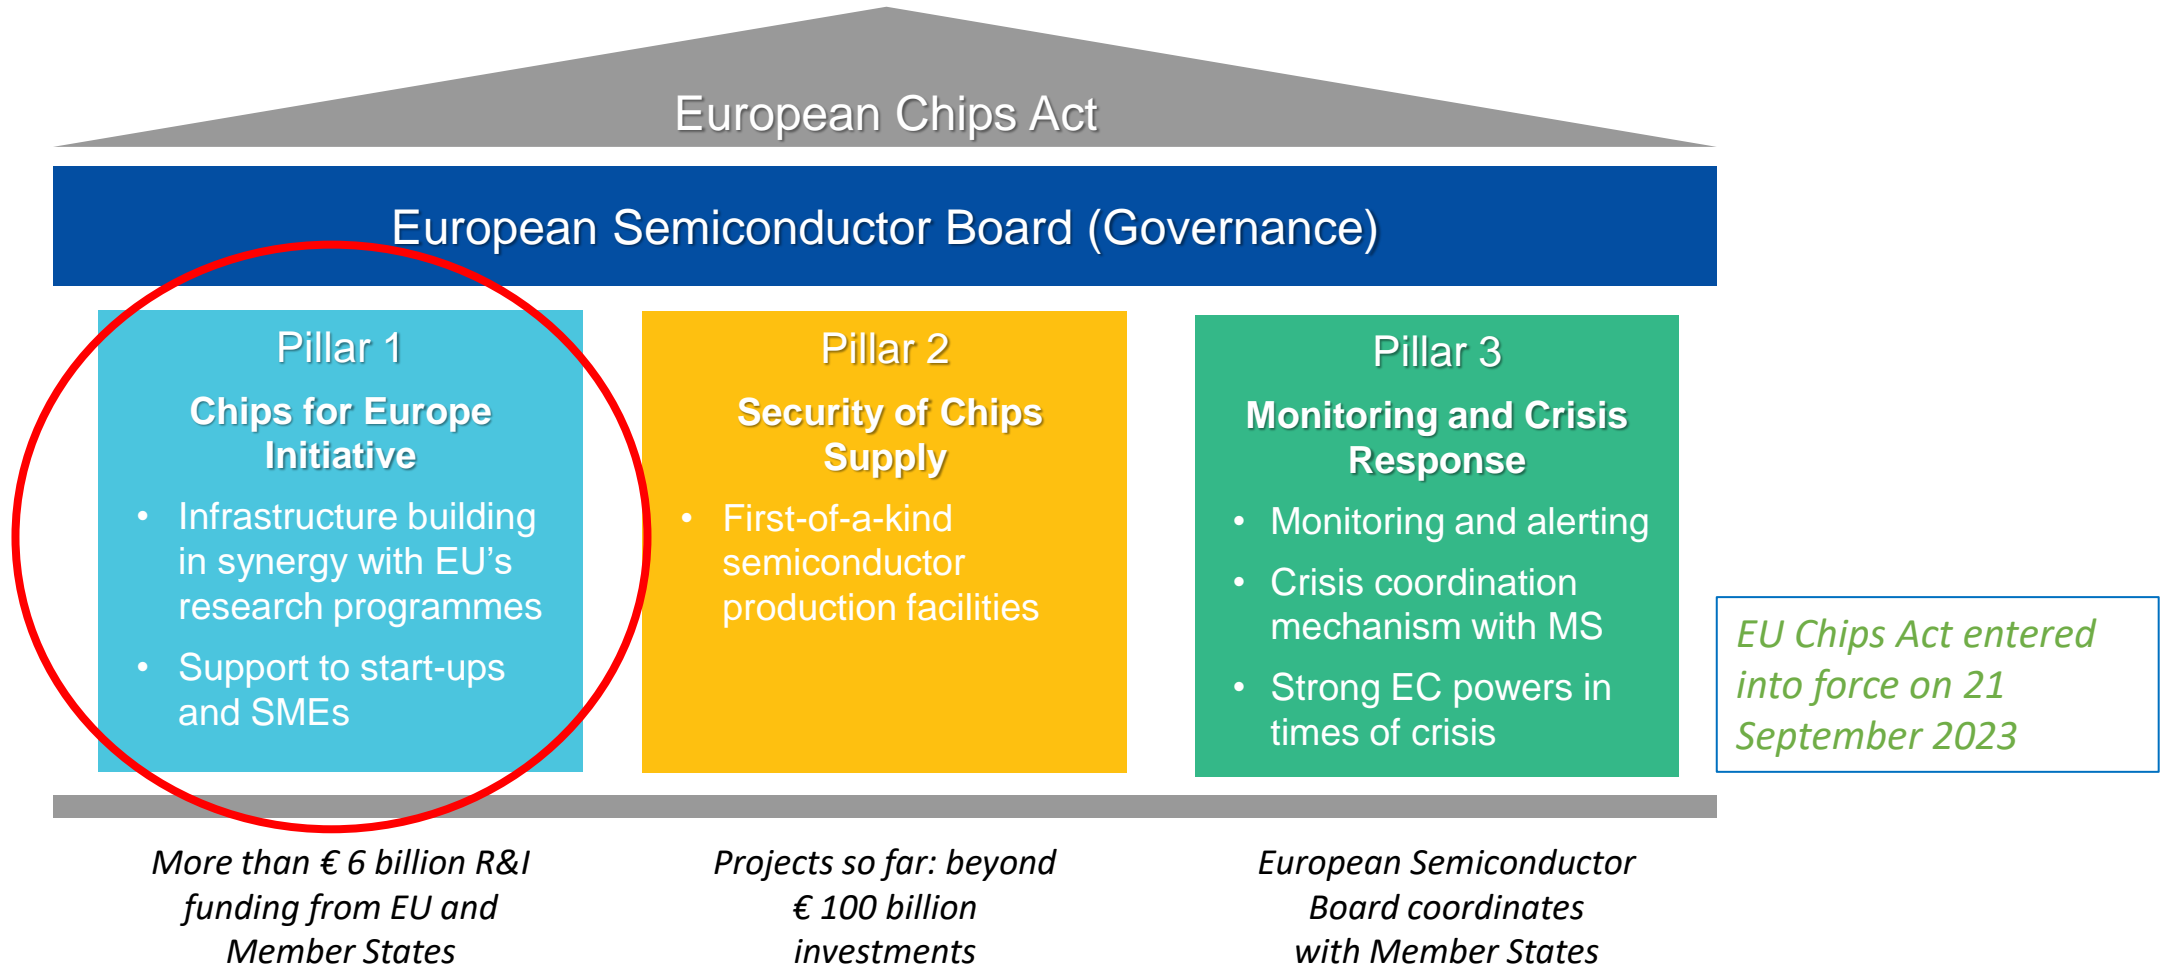 European Chips Act
European Semiconductor Board (Governance)
Pillar 1
Chips for Europe
Initiative
• Infrastructure building
in synergy with EU’s
research programmes
• Support to start-ups
and SMEs
Pillar 2
Security of Chips
Supply
• First-of-a-kind
semiconductor
production facilities
Pillar 3
Monitoring and Crisis
Response
• Monitoring and alerting
• Crisis coordination
mechanism with MS
• Strong EC powers in
times of crisis
EU Chips Act entered
into force on 21
September 2023
More than € 6 billion R&I
funding from EU and
Member States
Projects so far: beyond
€ 100 billion
investments
European Semiconductor
Board coordinates
with Member States